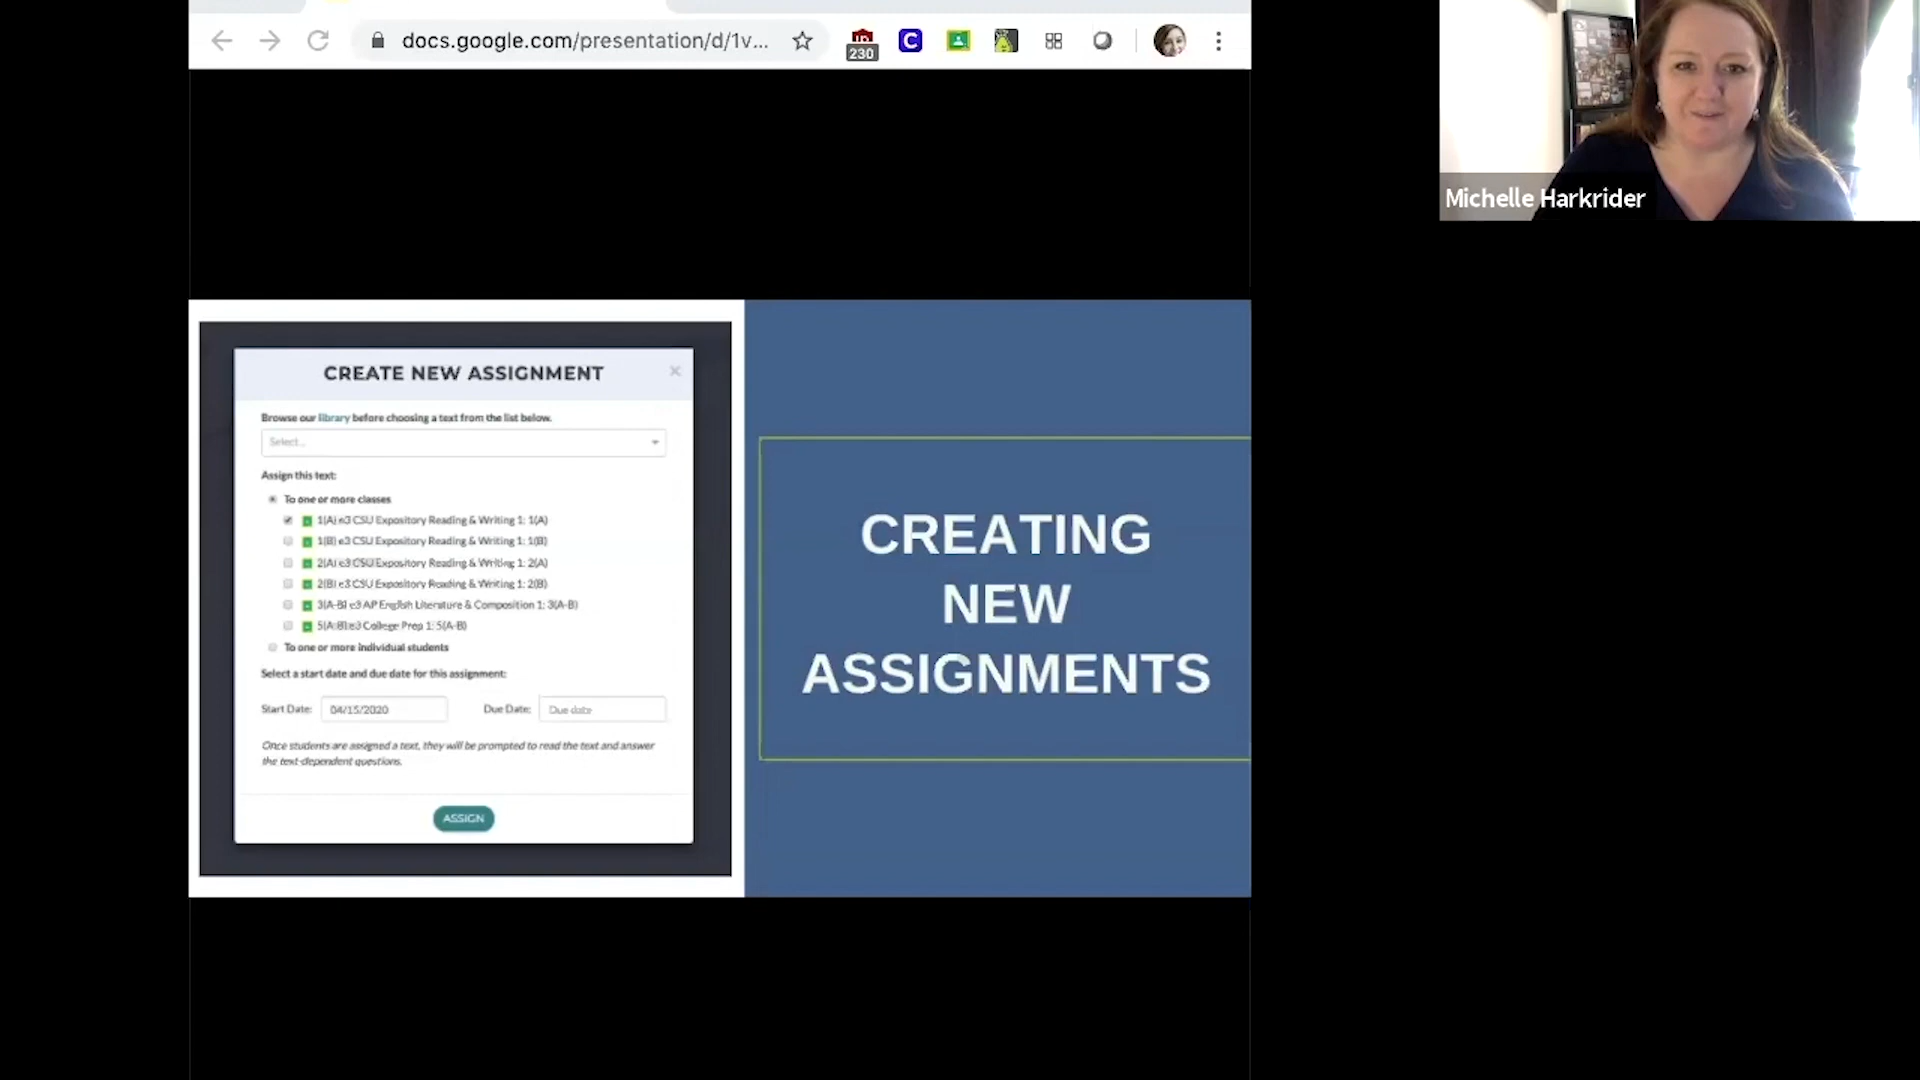 docs.google.com/presentation/d/1v...
230
C
Michelle Harkrider
CREATE NEW ASSIGNMENT
Browse our library before choosing a text from the list below.
Select...
Assign this text:
To one or more classes
1(A) e3 CSU Expository Reading & Writing 1: 1(A)
1(B) e3 CSU Expository Reading & Writing 1: 1(B)
2(A) e3 CSU Expository Reading & Writing 1: 2(A)
2(B) e3 CSU Expository Reading & Writing 1: 2(B)
3(A-B) e3 AP English Literature & Composition 1: 3(A-B)
5(A-B) e3 College Prep 1: 5(A-B)
To one or more individual students
Select a start date and due date for this assignment:
Start Date: 04/15/2020 Due Date: Due date
Once students are assigned a text, they will be prompted to read the text and answer
the text-dependent questions.
ASSIGN
CREATING
NEW
ASSIGNMENTS